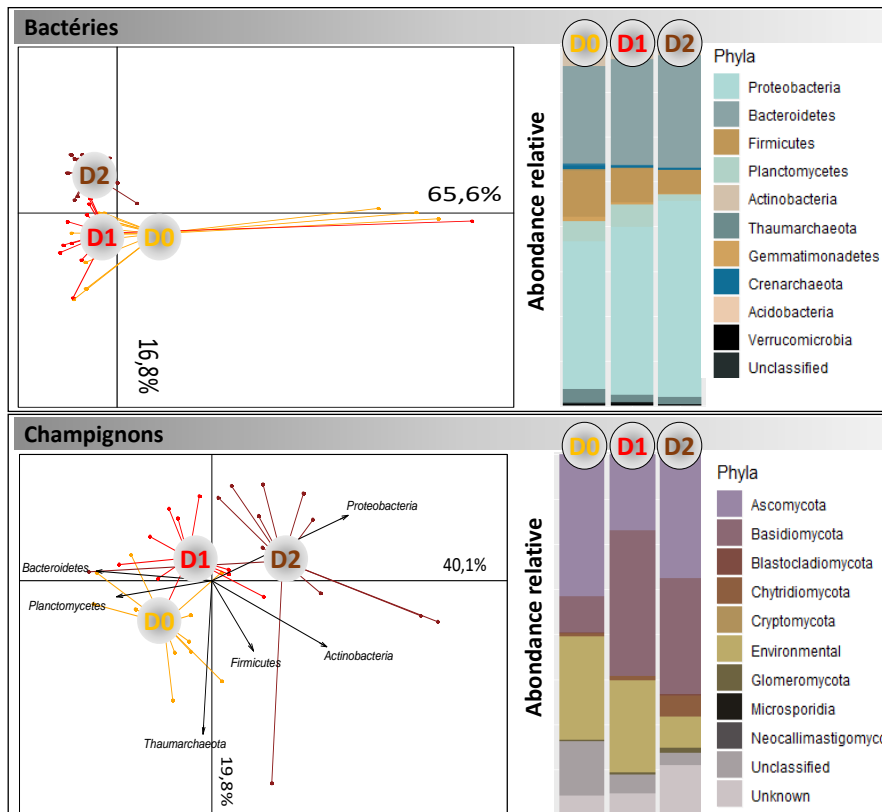 Bactéries
D0
D1
D2
Phyla
D2
D1
D0
65,6%
16,8%
Abondance relative
Proteobacteria
Bacteroidetes
Firmicutes
Planctomycetes
Actinobacteria
Thaumarchaeota
Gemmatimonadetes
Crenarchaeota
Acidobacteria
Verrucomicrobia
Unclassified
Champignons
D0
D1
D2
Phyla
Proteobacteria
D1
D2
40,1%
Bacteroidetes
Planctomycetes
D0
Firmicutes
Actinobacteria
Thaumarchaeota
19,8%
Abondance relative
Ascomycota
Basidiomycota
Blastocladiomycota
Chytridiomycota
Cryptomycota
Environmental
Glomeromycota
Microsporidia
Neocallimastigomyco
Unclassified
Unknown